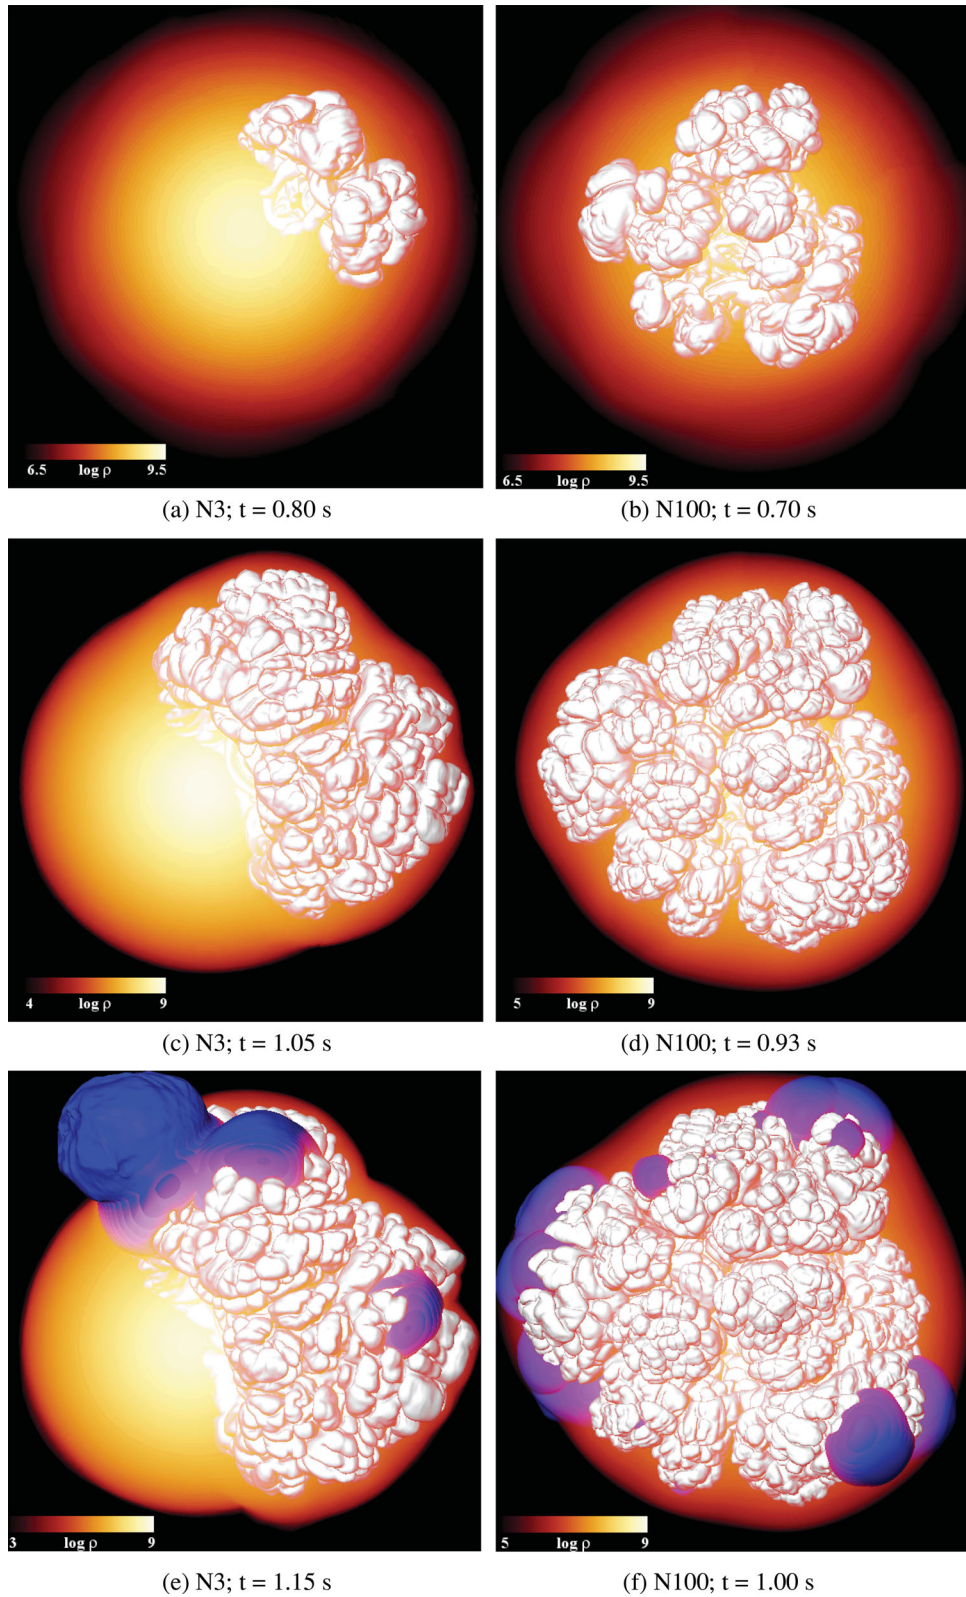 6.5 log ρ 9.5
6.5 log ρ 9.5
(a) N3; t = 0.80 s
(b) N100; t = 0.70 s
4 log ρ 9
5 log ρ 9
(c) N3; t = 1.05 s
(d) N100; t = 0.93 s
3 log ρ 9
5 log ρ 9
(e) N3; t = 1.15 s
(f) N100; t = 1.00 s